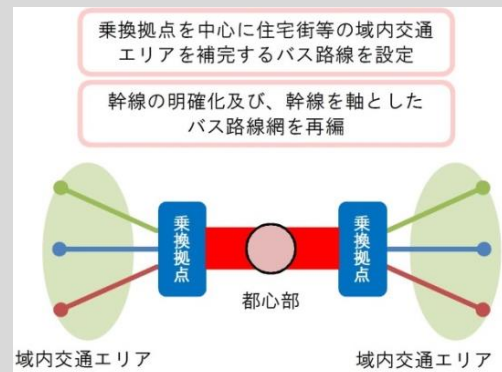 乗換拠点を中心に住宅街等の域内交通
エリアを補完するバス路線を設定
幹線の明確化及び、幹線を軸とした
バス路線網を再編
乗換拠点
乗換拠点
都心部
域内交通エリア
域内交通エリア